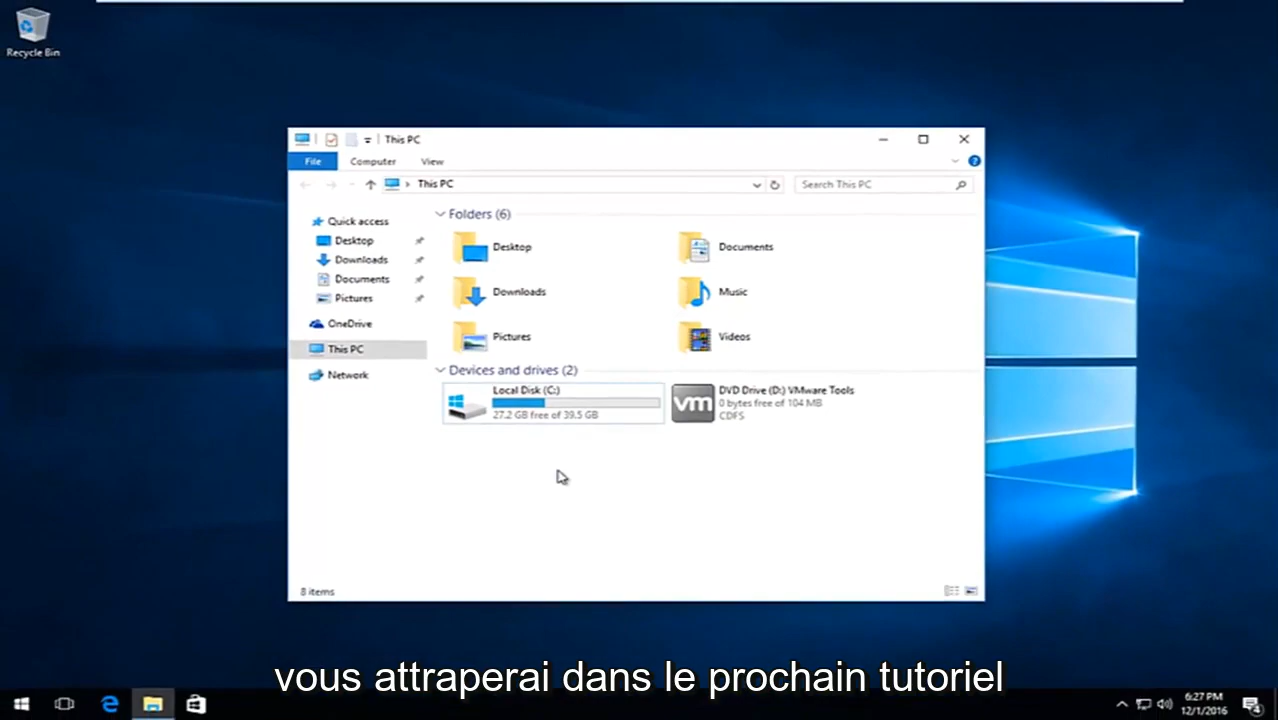 Recycle Bin
This PC
File Computer View
This PC
Search This PC
Quick access
Desktop
Downloads
Documents
Pictures
OneDrive
This PC
Network
Folders (6)
Desktop
Documents
Downloads
Music
Pictures
Videos
Devices and drives (2)
Local Disk (C:)
27.2 GB free of 39.5 GB
vm
DVD Drive (D:) VMware Tools
0 bytes free of 104 MB
CDFS
8 items
vous attraperai dans le prochain tutoriel
6:27 PM
12/1/2016
4